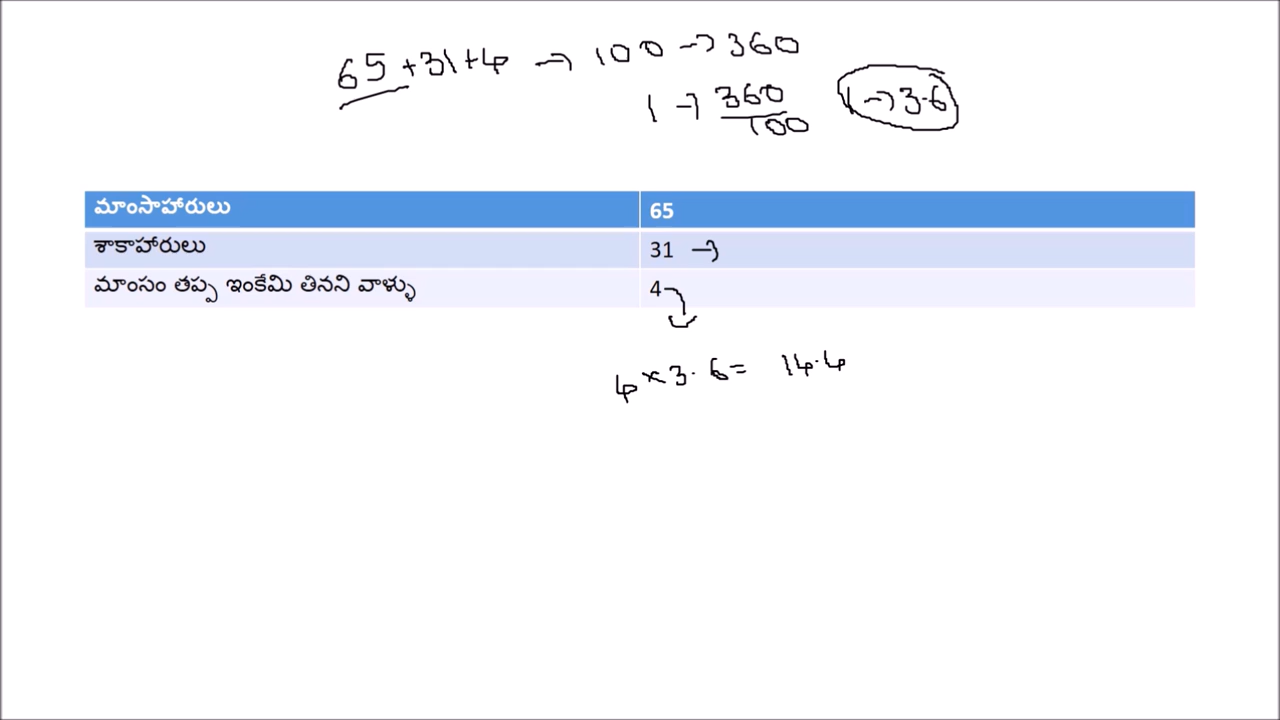 65 + 31 + 4 → 100 → 360
1 → 360/100 1 → 3.6
మాంసాహారులు 65
శాకాహారులు 31 →
మాంసం తప్ప ఇంకేమి తినని వాళ్ళు 4
4 × 3.6 = 14.4